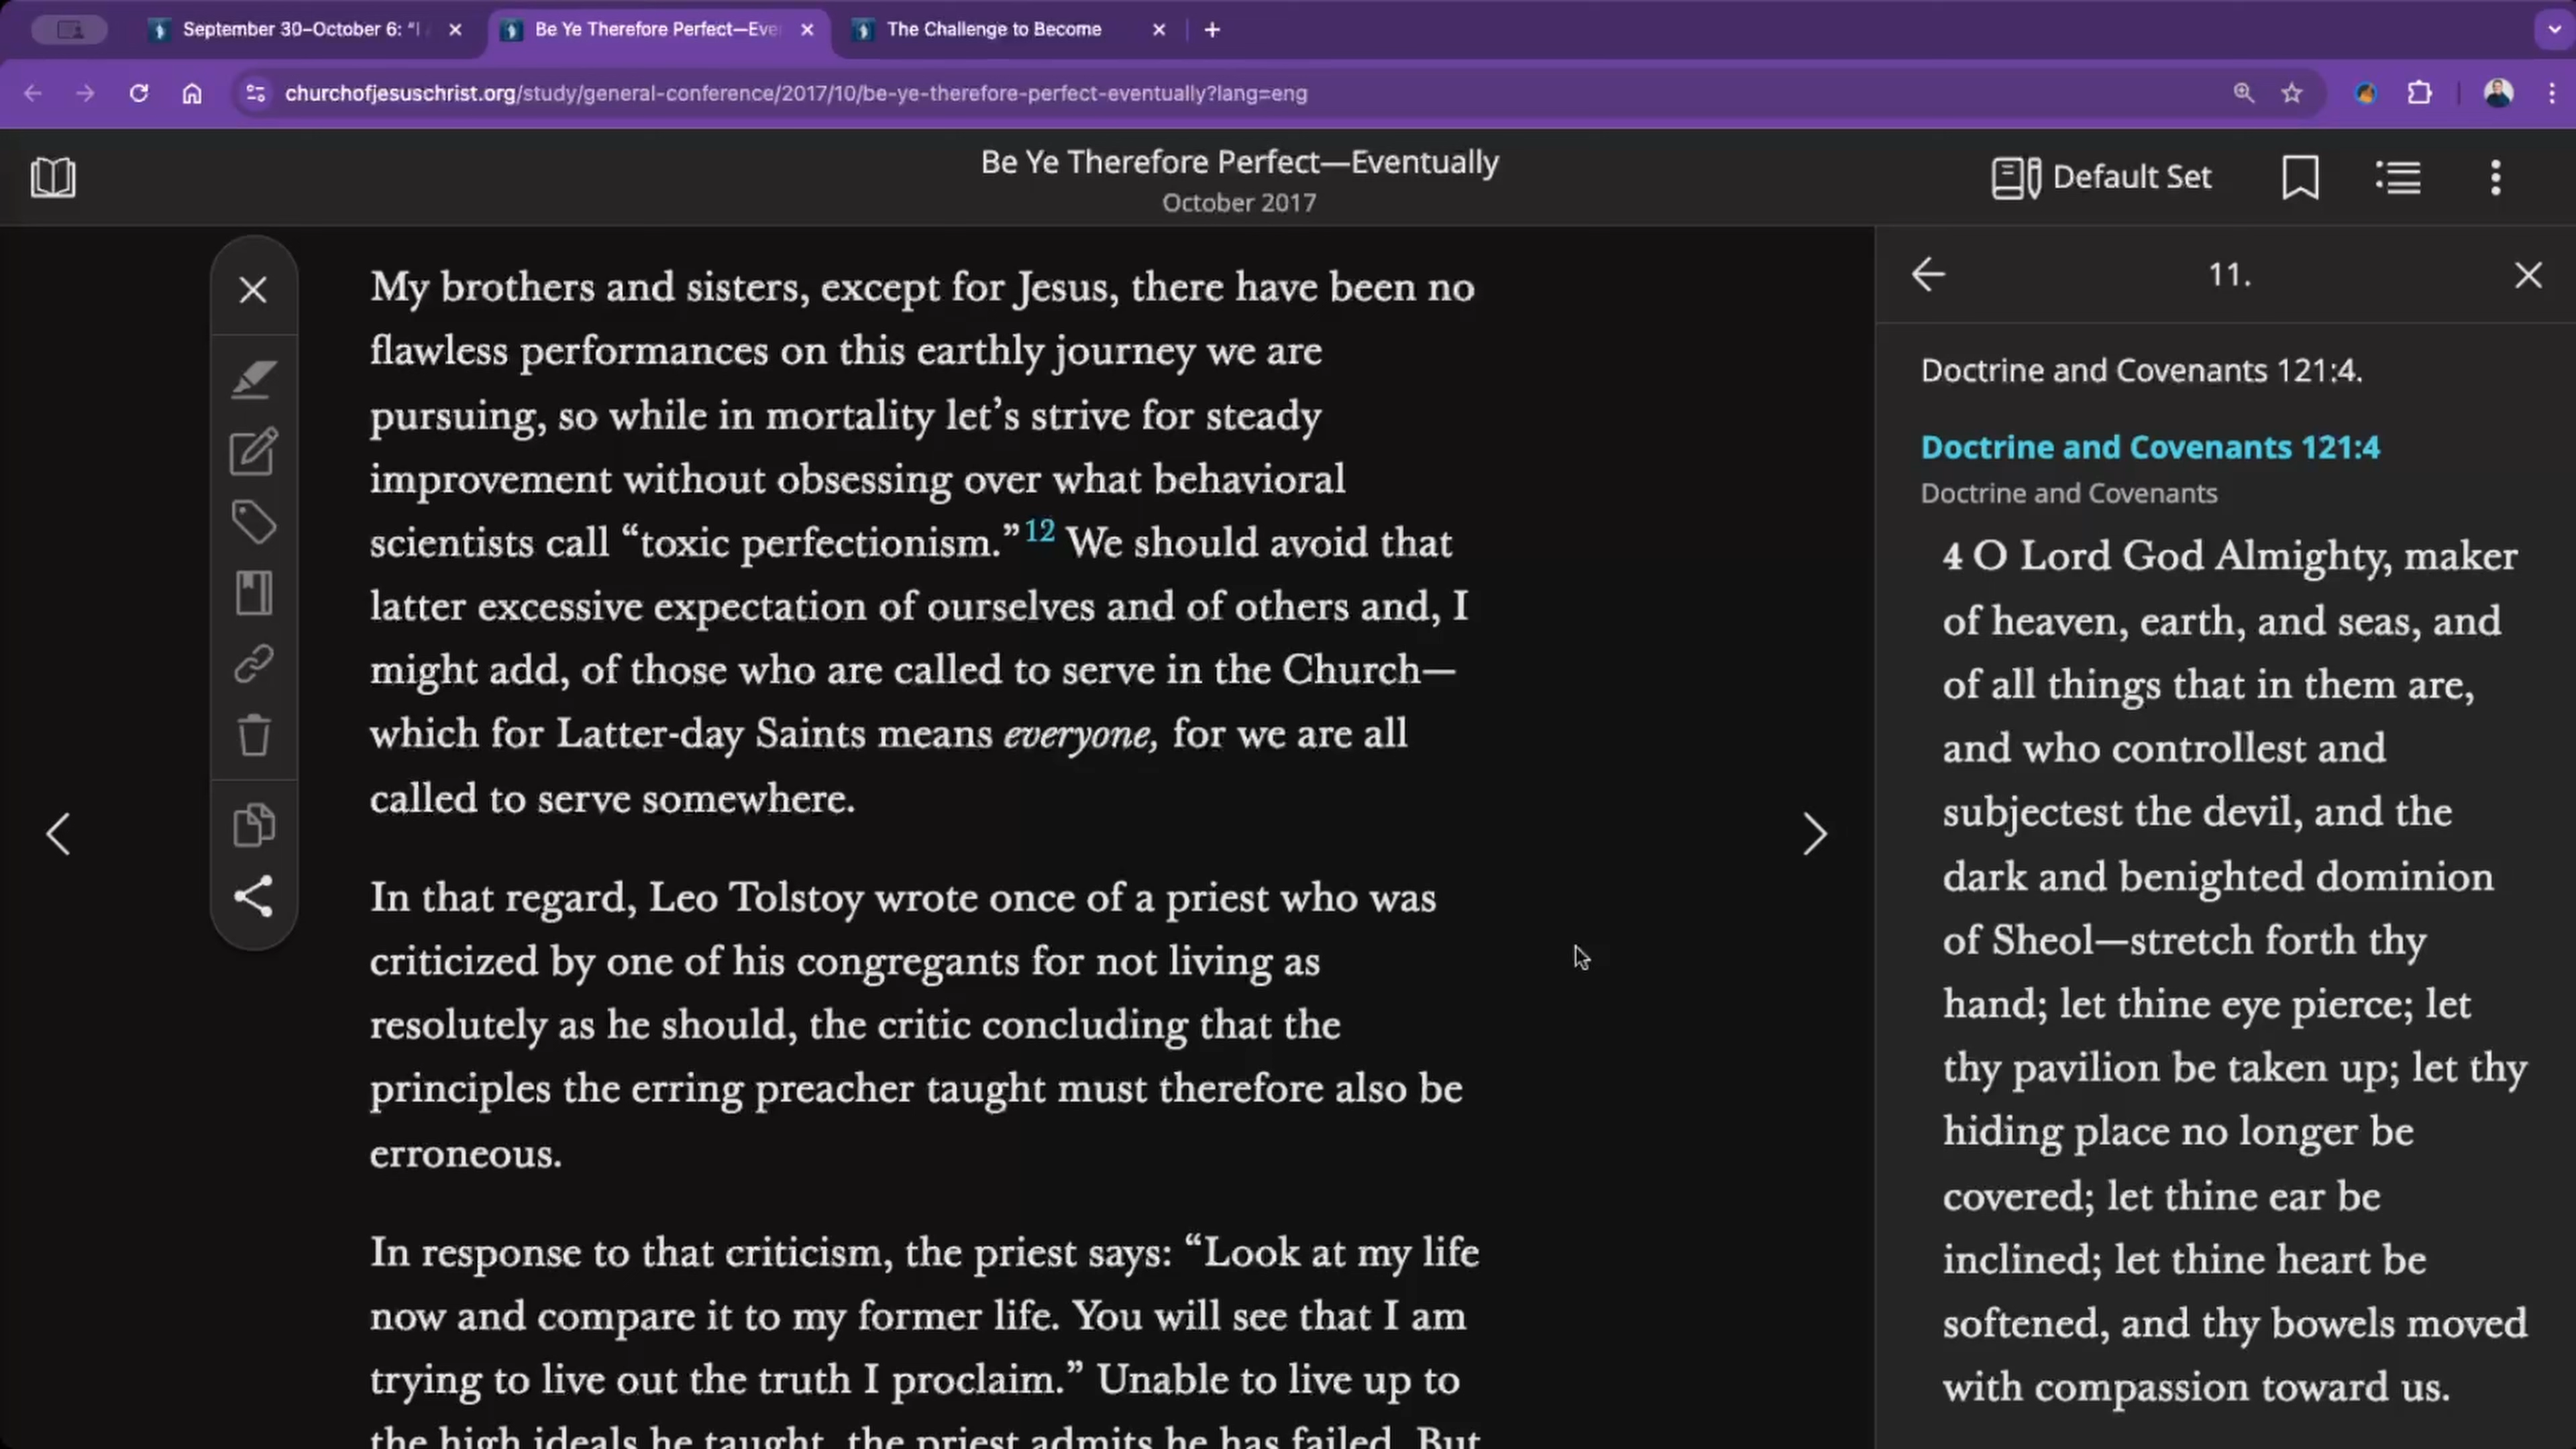 September 30–October 6: “I
Be Ye Therefore Perfect—Eve
The Challenge to Become
churchofjesuschrist.org/study/general-conference/2017/10/be-ye-therefore-perfect-eventually?lang=eng
Be Ye Therefore Perfect—Eventually
October 2017
Default Set
My brothers and sisters, except for Jesus, there have been no
flawless performances on this earthly journey we are
pursuing, so while in mortality let’s strive for steady
improvement without obsessing over what behavioral
scientists call “toxic perfectionism.”12 We should avoid that
latter excessive expectation of ourselves and of others and, I
might add, of those who are called to serve in the Church—
which for Latter-day Saints means everyone, for we are all
called to serve somewhere.
In that regard, Leo Tolstoy wrote once of a priest who was
criticized by one of his congregants for not living as
resolutely as he should, the critic concluding that the
principles the erring preacher taught must therefore also be
erroneous.
In response to that criticism, the priest says: “Look at my life
now and compare it to my former life. You will see that I am
trying to live out the truth I proclaim.” Unable to live up to
the high ideals he taught, the priest admits he has failed. But
11.
Doctrine and Covenants 121:4.
Doctrine and Covenants 121:4
Doctrine and Covenants
4 O Lord God Almighty, maker
of heaven, earth, and seas, and
of all things that in them are,
and who controllest and
subjectest the devil, and the
dark and benighted dominion
of Sheol—stretch forth thy
hand; let thine eye pierce; let
thy pavilion be taken up; let thy
hiding place no longer be
covered; let thine ear be
inclined; let thine heart be
softened, and thy bowels moved
with compassion toward us.